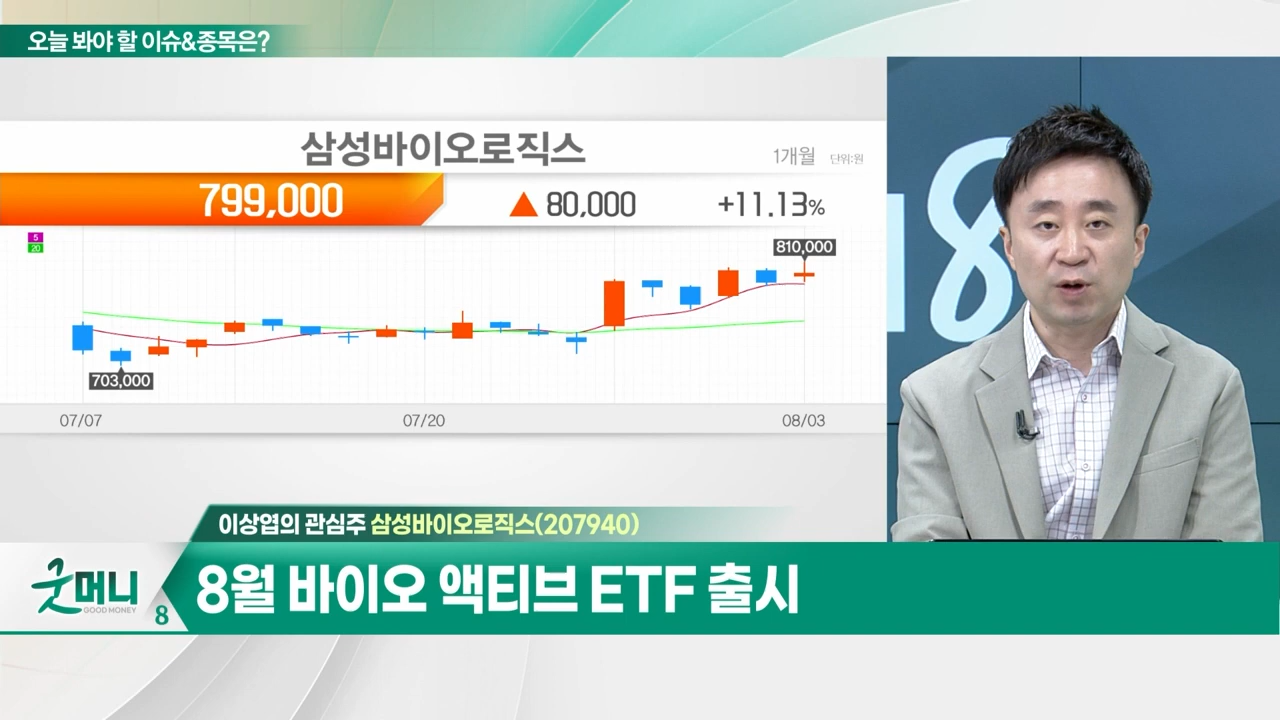 오늘 봐야 할 이슈&종목은?
삼성바이오로직스
1개월 단위:원
799,000 ▲ 80,000 +11.13%
5
20
810,000
703,000
07/07 07/20 08/03
8
이상엽의 관심주 삼성바이오로직스(207940)
굿머니 GOOD MONEY 8
8월 바이오 액티브 ETF 출시